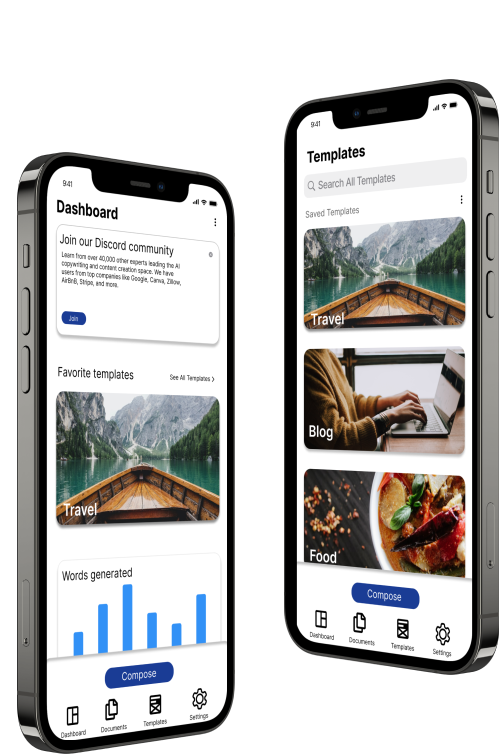 9:41
Dashboard
Join our Discord community
Learn from over 40,000 other experts leading the AI
copywriting and content creation space. We have
users from top companies like Google, Canva, Zillow,
AirBnB, Stripe, and more.
Join
Favorite templates
See All Templates >
Travel
Words generated
Compose
Dashboard
Documents
Templates
Settings
9:41
Templates
Search All Templates
Saved Templates
Travel
Blog
Food
Compose
Dashboard
Documents
Templates
Settings